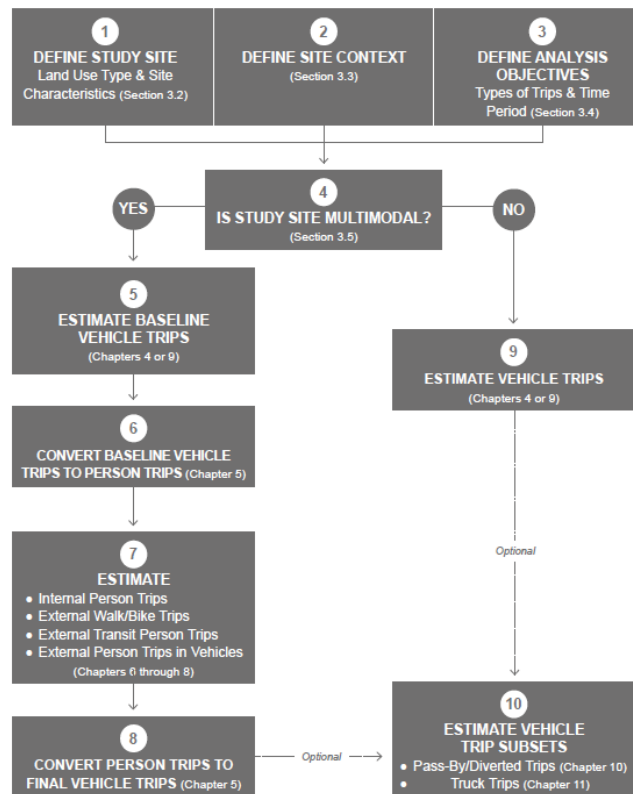 1
DEFINE STUDY SITE
Land Use Type & Site
Characteristics (Section 3.2)
2
DEFINE SITE CONTEXT
(Section 3.3)
3
DEFINE ANALYSIS
OBJECTIVES
Types of Trips & Time
Period (Section 3.4)
4
IS STUDY SITE MULTIMODAL?
(Section 3.5)
YES
NO
5
ESTIMATE BASELINE
VEHICLE TRIPS
(Chapters 4 or 9)
6
CONVERT BASELINE VEHICLE
TRIPS TO PERSON TRIPS (Chapter 5)
7
ESTIMATE
● Internal Person Trips
● External Walk/Bike Trips
● External Transit Person Trips
● External Person Trips in Vehicles
(Chapters 6 through 8)
8
CONVERT PERSON TRIPS TO
FINAL VEHICLE TRIPS (Chapter 5)
Optional
9
ESTIMATE VEHICLE TRIPS
(Chapters 4 or 9)
Optional
10
ESTIMATE VEHICLE
TRIP SUBSETS
● Pass-By/Diverted Trips (Chapter 10)
● Truck Trips (Chapter 11)